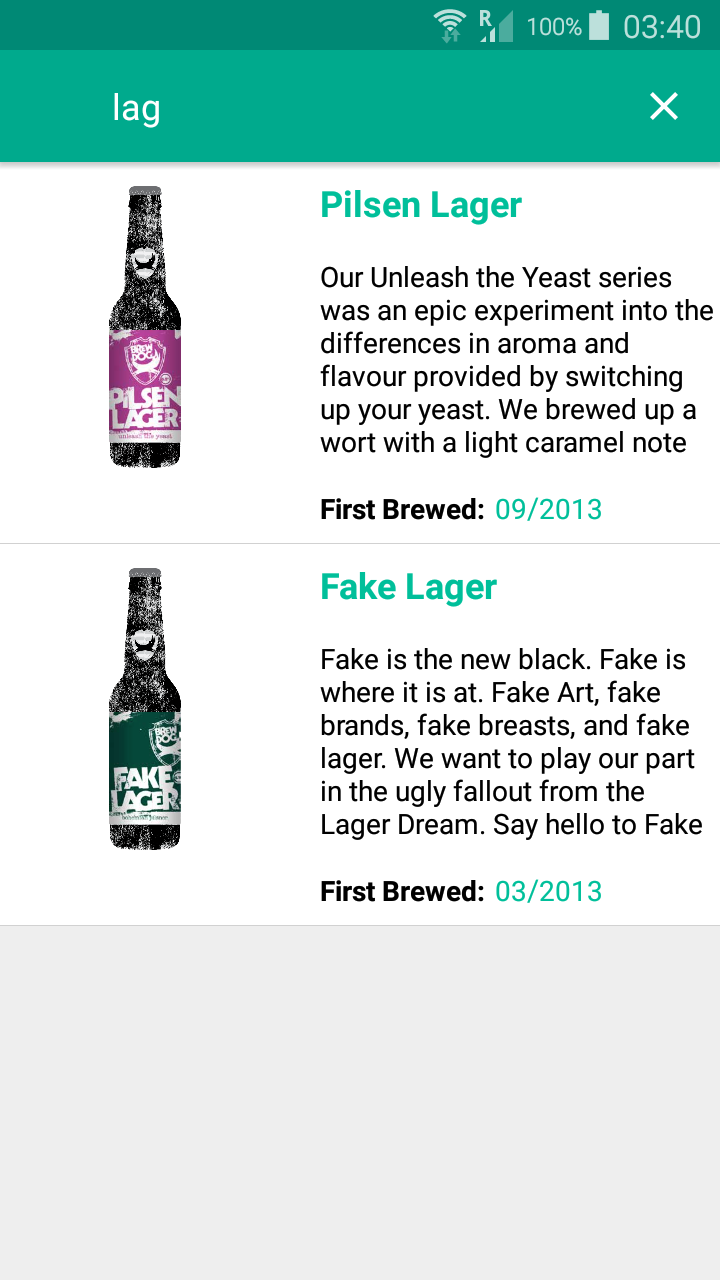 R 100% 03:40
lag
Pilsen Lager
Our Unleash the Yeast series
was an epic experiment into the
differences in aroma and
flavour provided by switching
up your yeast. We brewed up a
wort with a light caramel note
First Brewed: 09/2013
BREW
DOG
PILSEN
LAGER
unleash the yeast
Fake Lager
Fake is the new black. Fake is
where it is at. Fake Art, fake
brands, fake breasts, and fake
lager. We want to play our part
in the ugly fallout from the
Lager Dream. Say hello to Fake
First Brewed: 03/2013
BREW
DOG
FAKE
LAGER
bohemian pilsner